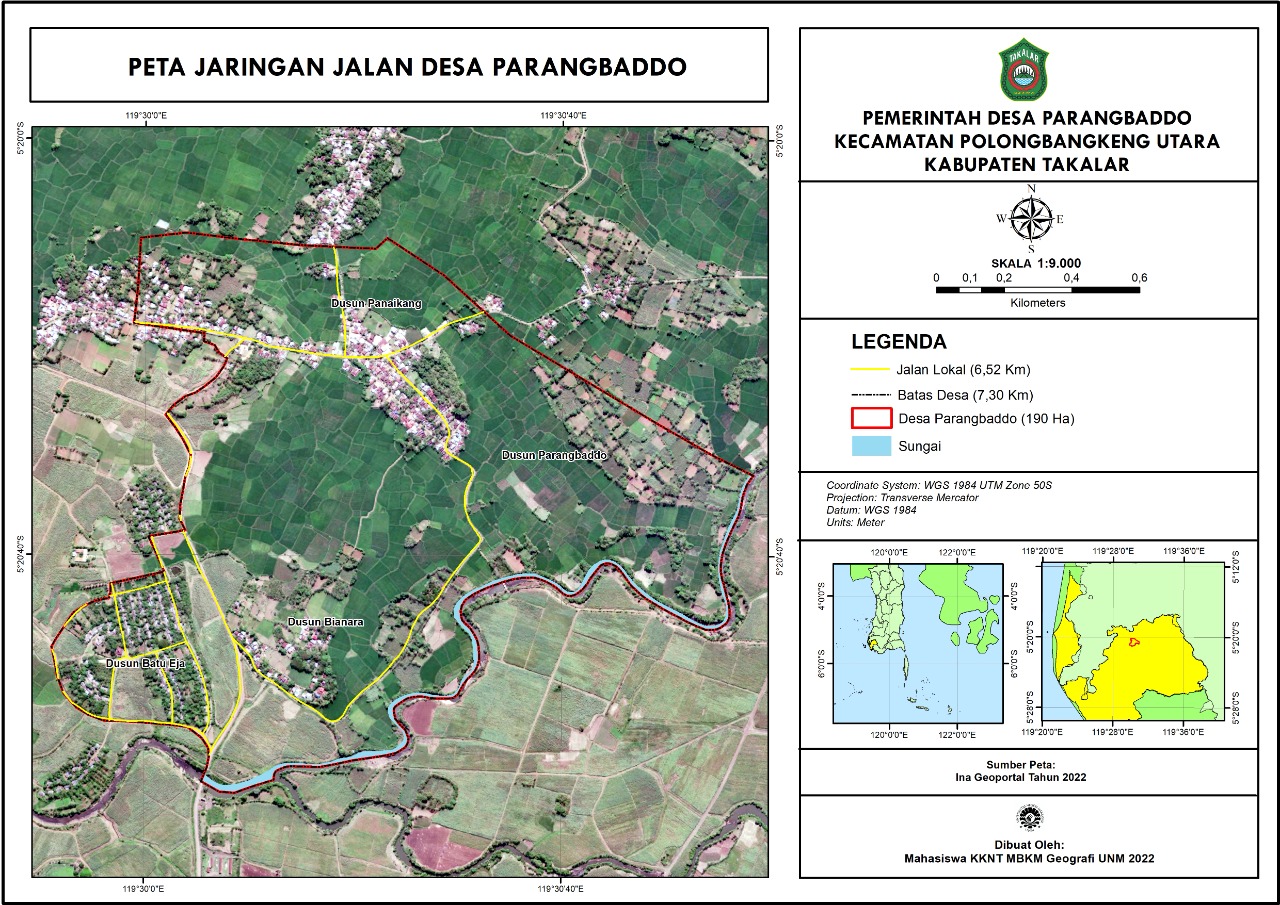 PETA JARINGAN JALAN DESA PARANGBADDO
119°30'0"E
119°30'40"E
5°20'0"S
5°20'0"S
Dusun Panaikang
Dusun Parangbaddo
5°20'40"S
5°20'40"S
Dusun Bianara
Dusun Batu Eja
119°30'0"E
119°30'40"E
TAKALAR
PEMERINTAH DESA PARANGBADDO
KECAMATAN POLONGBANGKENG UTARA
KABUPATEN TAKALAR
N
W E
S
SKALA 1:9.000
0 0,1 0,2 0,4 0,6
Kilometers
LEGENDA
Jalan Lokal (6,52 Km)
Batas Desa (7,30 Km)
Desa Parangbaddo (190 Ha)
Sungai
Coordinate System: WGS 1984 UTM Zone 50S
Projection: Transverse Mercator
Datum: WGS 1984
Units: Meter
120°0'0"E 122°0'0"E
4°0'0"S
4°0'0"S
6°0'0"S
6°0'0"S
120°0'0"E 122°0'0"E
119°20'0"E 119°28'0"E 119°36'0"E
5°12'0"S
5°12'0"S
5°20'0"S
5°20'0"S
5°28'0"S
5°28'0"S
119°20'0"E 119°28'0"E 119°36'0"E
Sumber Peta:
Ina Geoportal Tahun 2022
Dibuat Oleh:
Mahasiswa KKNT MBKM Geografi UNM 2022